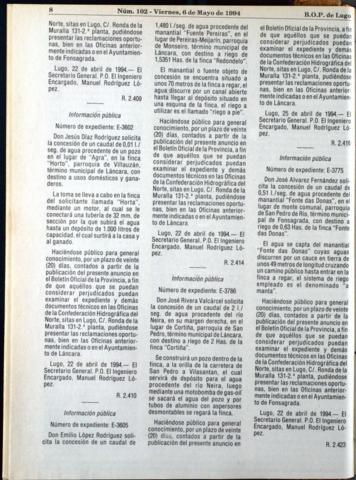 8
Núm. 102 - Viernes, 6 de Mayo de 1994
B.O.P. de Lugo
Norte, sitas en Lugo, C/. Ronda de la
Muralla 131-2.ª planta, pudiéndose
presentar las reclamaciones oportunas,
bien en las Oficinas anteriormente
indicadas o en el Ayuntamiento
de Fonsagrada.
Lugo, 22 de abril de 1994.— El
Secretario General. P.O. El Ingeniero
Encargado, Manuel Rodríguez López.
R. 2.409
Información pública
Número de expediente: E-3602
Don Jesús Díaz Rodríguez solicita
la concesión de un caudal de 0,01 l./
seg. de agua procedente de un pozo
en el lugar de "Agra", en la finca
"Horta", parroquia de Villauzán,
término municipal de Láncara, con
destino a usos domésticos y ganaderos.
La toma se lleva a cabo en la finca
del solicitante llamada "Horta",
mediante un motor, al cual se le
conectará una tubería de 32 mm. de
sección por la que subirá el agua
hasta un depósito de 1.000 litros de
capacidad, el cual surtirá a la casa y
al ganado.
Haciéndose público para general
conocimiento, por un plazo de veinte
(20) días, contados a partir de la
publicación del presente anuncio en
el Boletín Oficial de la Provincia, a fin
de que aquéllos que se puedan
considerar perjudicados puedan
examinar el expediente y demás
documentos técnicos en las Oficinas
de la Confederación Hidrográfica del
Norte, sitas en Lugo, C/. Ronda de la
Muralla 131-2.ª planta, pudiéndose
presentar las reclamaciones oportunas,
bien en las Oficinas anteriormente
indicadas o en el Ayuntamiento
de Láncara.
Lugo, 22 de abril de 1994.— El
Secretario General. P.O. El Ingeniero
Encargado, Manuel Rodríguez López.
R. 2.410
Información pública
Número de expediente: E-3605
Don Emilio López Rodríguez solicita
la concesión de un caudal de
1,480 l./seg. de agua procedente del
manantial "Fuente Pereiras", en el
lugar de Pereiras-Meijarín, parroquia
de Monseiro, término municipal de
Láncara, con destino a riego de
1,5351 Has. de la finca "Redondelo".
El manantial o fuente objeto de
concesión se encuentra situado a
unos 70 metros de la finca a regar, el
agua discurre por un canal abierto
hasta llegar al depósito situado en
una esquina de la finca, el riego a
utilizar es el llamado "riego a pie".
Haciéndose público para general
conocimiento, por un plazo de veinte
(20) días, contados a partir de la
publicación del presente anuncio en
el Boletín Oficial de la Provincia, a fin
de que aquéllos que se puedan
considerar perjudicados puedan
examinar el expediente y demás
documentos técnicos en las Oficinas
de la Confederación Hidrográfica del
Norte, sitas en Lugo, C/. Ronda de la
Muralla 131-2.ª planta, pudiéndose
presentar las reclamaciones oportunas,
bien en las Oficinas anteriormente
indicadas o en el Ayuntamiento
de Láncara.
Lugo, 22 de abril de 1994.— El
Secretario General. P.O. El Ingeniero
Encargado, Manuel Rodríguez López.
R. 2.414
Información pública
Número de expediente: E-3786
Don José Rivera Valcárcel solicita
la concesión de un caudal de 2 l./
seg. de agua procedente del río
Neira, en su margen derecha, en el
lugar de Cortiña, parroquia de San
Pedro, término municipal de Láncara,
con destino a riego de 2 Has. de la
finca "Cortiña".
Se construirá un pozo dentro de la
finca, a la orilla de la carretera de
San Pedro a Vilasantán, el cual
servirá de depósito para el agua
procedente del río Neira, luego
mediante una motobomba de gas-oil
se sacará el agua del pozo y por
tubos de aluminio con aspersores
desmontables se regará la finca.
Haciéndose público para general
conocimiento, por un plazo de veinte
(20) días, contados a partir de la
publicación del presente anuncio en
el Boletín Oficial de la Provincia, a fin
de que aquéllos que se puedan
considerar perjudicados puedan
examinar el expediente y demás
documentos técnicos en las Oficinas
de la Confederación Hidrográfica del
Norte, sitas en Lugo, C/. Ronda de la
Muralla 131-2.ª planta, pudiéndose
presentar las reclamaciones oportunas,
bien en las Oficinas anteriormente
indicadas o en el Ayuntamiento
de Láncara.
Lugo, 25 de abril de 1994.— El
Secretario General. P.O. El Ingeniero
Encargado, Manuel Rodríguez López.
Información pública
Número de expediente: E-3775
Don José Alvarez Fernández solicita
la concesión de un caudal de
0,51 l./seg. de agua procedente del
manantial "Fonte das Donas", en el
lugar de monte comunal, parroquia
de San Pedro de Río, término municipal
de Fonsagrada, con destino a
riego de 0,63 Has. de la finca "Fonte
das Donas".
El agua se capta del manantial
"Fonte das Donas" cuyas aguas
discurren por un cauce en tierra de
unos 49 metros de longitud cruzando
un camino público hasta entrar en la
finca a regar, el sistema de riego
empleado es el denominado "a
manta".
Haciéndose público para general
conocimiento, por un plazo de veinte
(20) días, contados a partir de la
publicación del presente anuncio en
el Boletín Oficial de la Provincia, a fin
de que aquéllos que se puedan
considerar perjudicados puedan
examinar el expediente y demás
documentos técnicos en las Oficinas
de la Confederación Hidrográfica del
Norte, sitas en Lugo, C/. Ronda de la
Muralla 131-2.ª planta, pudiéndose
presentar las reclamaciones oportunas,
bien en las Oficinas anteriormente
indicadas o en el Ayuntamiento
de Fonsagrada.
Lugo, 22 de abril de 1994.— El
Secretario General. P.O. El Ingeniero
Encargado, Manuel Rodríguez López.
R. 2.423